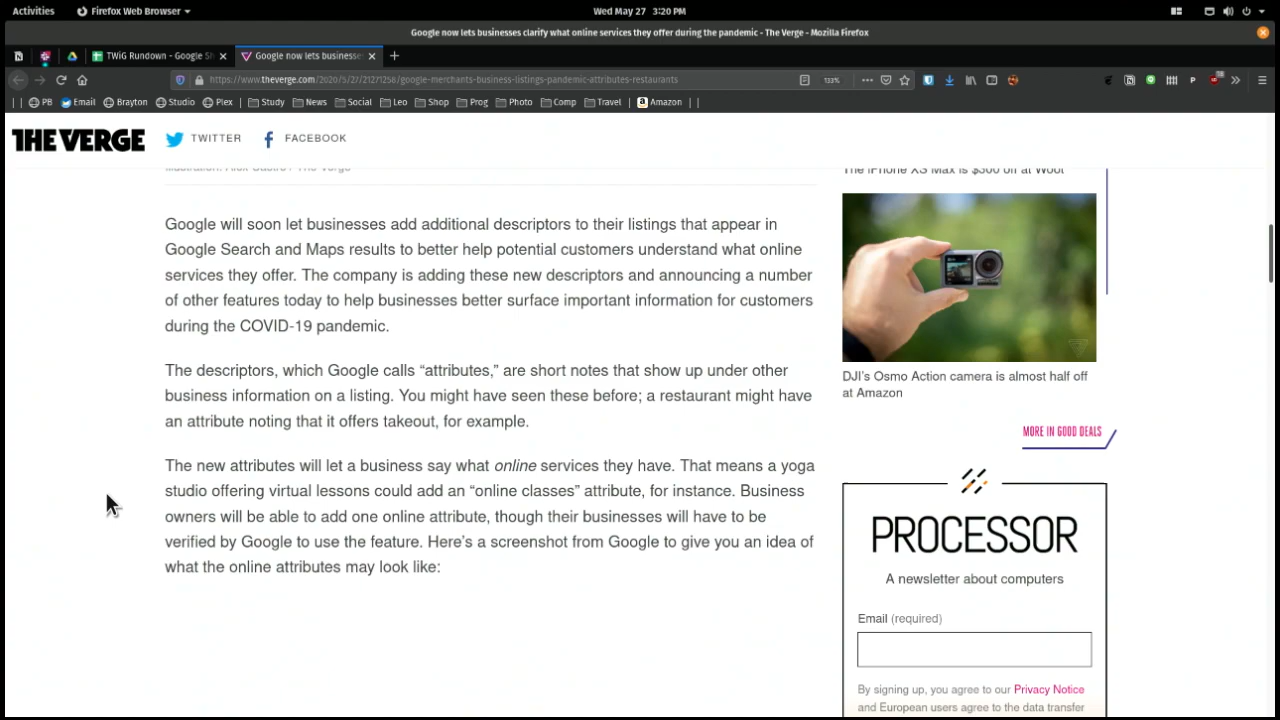 Activities
Firefox Web Browser
Wed May 27 3:20 PM
Google now lets businesses clarify what online services they offer during the pandemic - The Verge - Mozilla Firefox
TWiG Rundown - Google Sh
Google now lets businesse
https://www.theverge.com/2020/5/27/21271256/google-merchants-business-listings-pandemic-attributes-restaurants
133%
PB
Email
Brayton
Studio
Plex
Study
News
Social
Leo
Shop
Prog
Photo
Comp
Travel
Amazon
THE VERGE
TWITTER
FACEBOOK
Illustration: Alex Castro / The Verge
The iPhone XS Max is $300 off at Woot
Google will soon let businesses add additional descriptors to their listings that appear in
Google Search and Maps results to better help potential customers understand what online
services they offer. The company is adding these new descriptors and announcing a number
of other features today to help businesses better surface important information for customers
during the COVID-19 pandemic.
The descriptors, which Google calls “attributes,” are short notes that show up under other
business information on a listing. You might have seen these before; a restaurant might have
an attribute noting that it offers takeout, for example.
The new attributes will let a business say what online services they have. That means a yoga
studio offering virtual lessons could add an “online classes” attribute, for instance. Business
owners will be able to add one online attribute, though their businesses will have to be
verified by Google to use the feature. Here’s a screenshot from Google to give you an idea of
what the online attributes may look like:
DJI’s Osmo Action camera is almost half off
at Amazon
MORE IN GOOD DEALS
PROCESSOR
A newsletter about computers
Email (required)
By signing up, you agree to our Privacy Notice
and European users agree to the data transfer